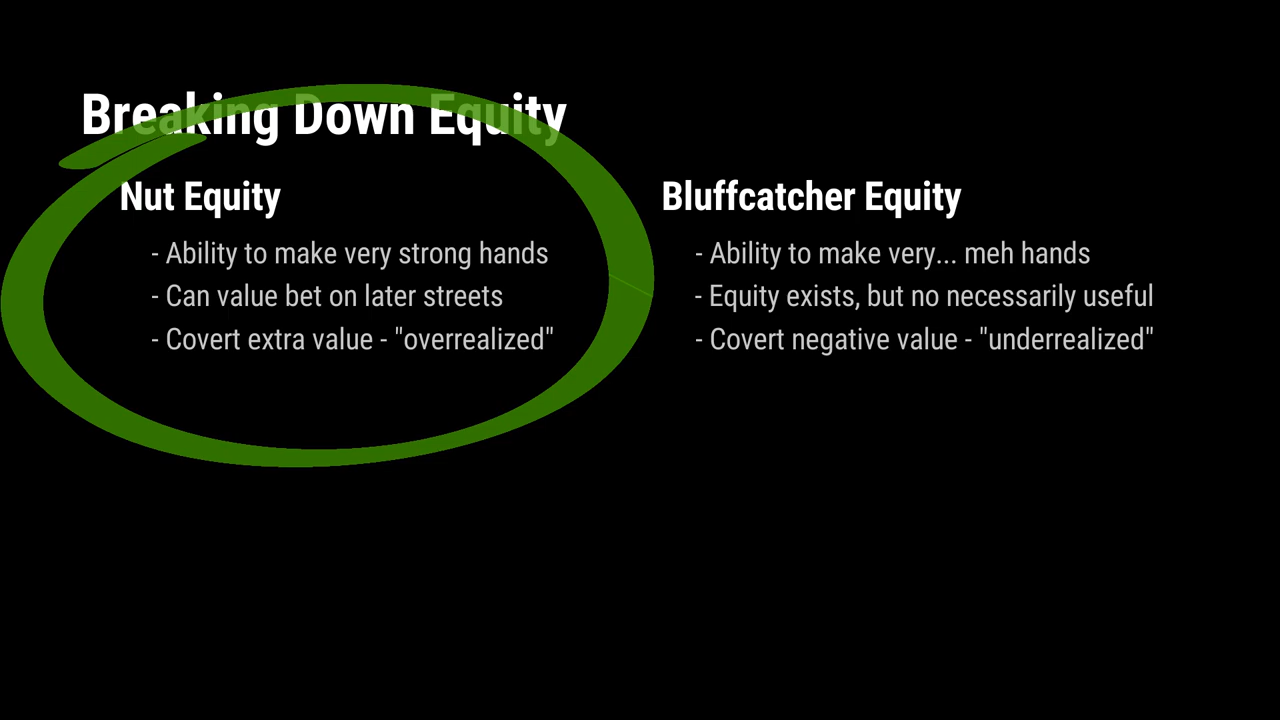 Breaking Down Equity
Nut Equity
- Ability to make very strong hands
- Can value bet on later streets
- Covert extra value - "overrealized"
Bluffcatcher Equity
- Ability to make very... meh hands
- Equity exists, but no necessarily useful
- Covert negative value - "underrealized"